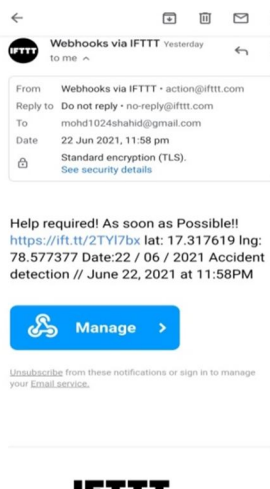 Webhooks via IFTTT Yesterday
IFTTT
to me
From Webhooks via IFTTT • action@ifttt.com
Reply to Do not reply • no-reply@ifttt.com
To mohd1024shahid@gmail.com
Date 22 Jun 2021, 11:58 pm
Standard encryption (TLS).
See security details
Help required! As soon as Possible!!
https://ift.tt/2TYl7bx lat: 17.317619 lng:
78.577377 Date:22 / 06 / 2021 Accident
detection // June 22, 2021 at 11:58PM
Manage
Unsubscribe from these notifications or sign in to manage
your Email service.
IFTTT